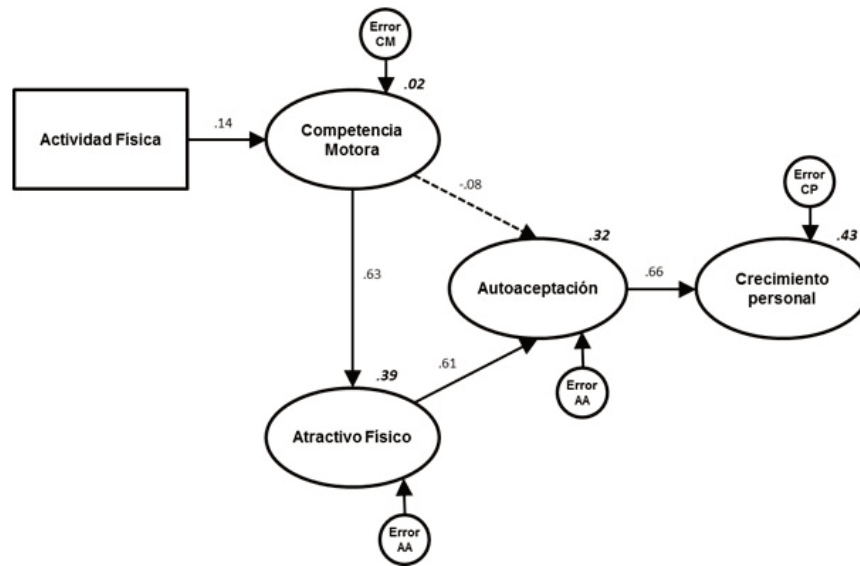 Error
CM
.02
Actividad Física
.14
Competencia
Motora
-.08
Error
CP
.63
.32
.43
Autoaceptación
.66
Crecimiento
personal
.39
.61
Atractivo Físico
Error
AA
Error
AA